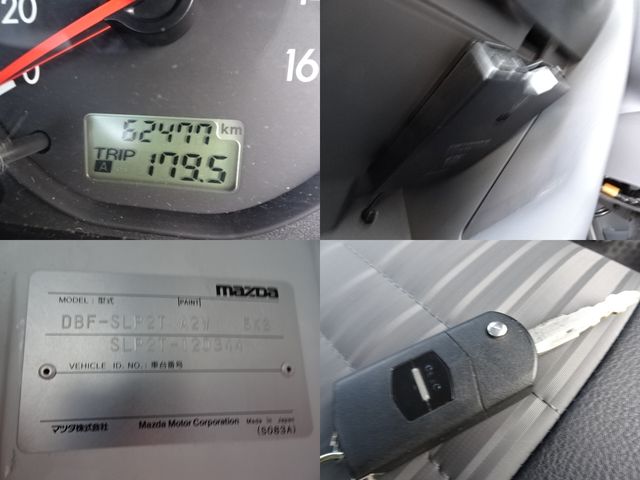 20
0
16
62477 km
TRIP
A 179.5
mazda
MODEL: 型式
PAINT
DBF-SLP2T
SLP2T-120344
VEHICLE ID. NO.: 車台番号
マツダ株式会社
Mazda Motor Corporation
Made in Japan
(S083A)